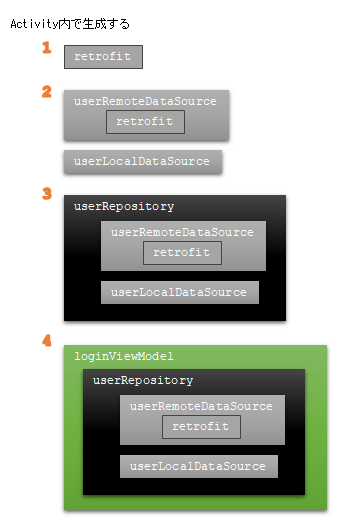 Activity内で生成する
1
retrofit
2
userRemoteDataSource
retrofit
userLocalDataSource
3
userRepository
userRemoteDataSource
retrofit
userLocalDataSource
4
loginViewModel
userRepository
userRemoteDataSource
retrofit
userLocalDataSource